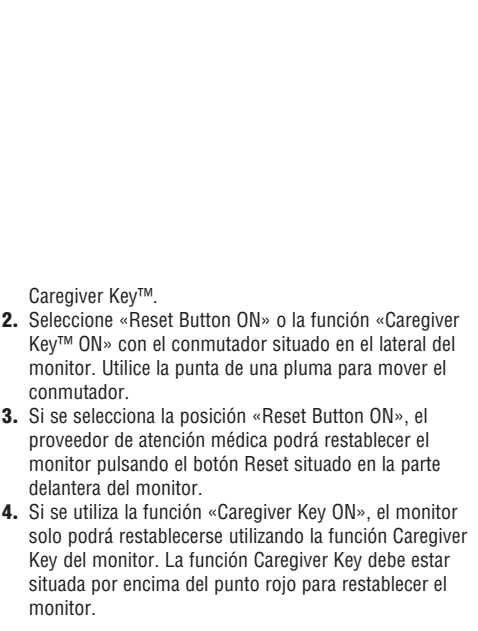 Caregiver Key™.
2. Seleccione «Reset Button ON» o la función «Caregiver
Key™ ON» con el conmutador situado en el lateral del
monitor. Utilice la punta de una pluma para mover el
conmutador.
3. Si se selecciona la posición «Reset Button ON», el
proveedor de atención médica podrá restablecer el
monitor pulsando el botón Reset situado en la parte
delantera del monitor.
4. Si se utiliza la función «Caregiver Key ON», el monitor
solo podrá restablecerse utilizando la función Caregiver
Key del monitor. La función Caregiver Key debe estar
situada por encima del punto rojo para restablecer el
monitor.